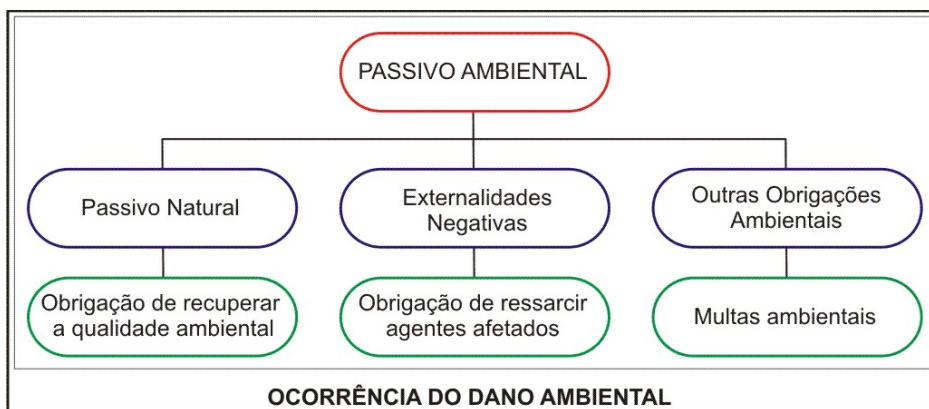 PASSIVO AMBIENTAL
Passivo Natural
Externalidades
Negativas
Outras Obrigações
Ambientais
Obrigação de recuperar
a qualidade ambiental
Obrigação de ressarcir
agentes afetados
Multas ambientais
OCORRÊNCIA DO DANO AMBIENTAL